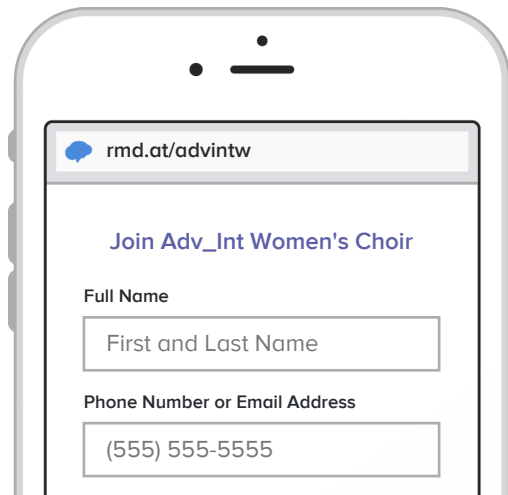 rmd.at/advintw
Join Adv_Int Women's Choir
Full Name
First and Last Name
Phone Number or Email Address
(555) 555-5555